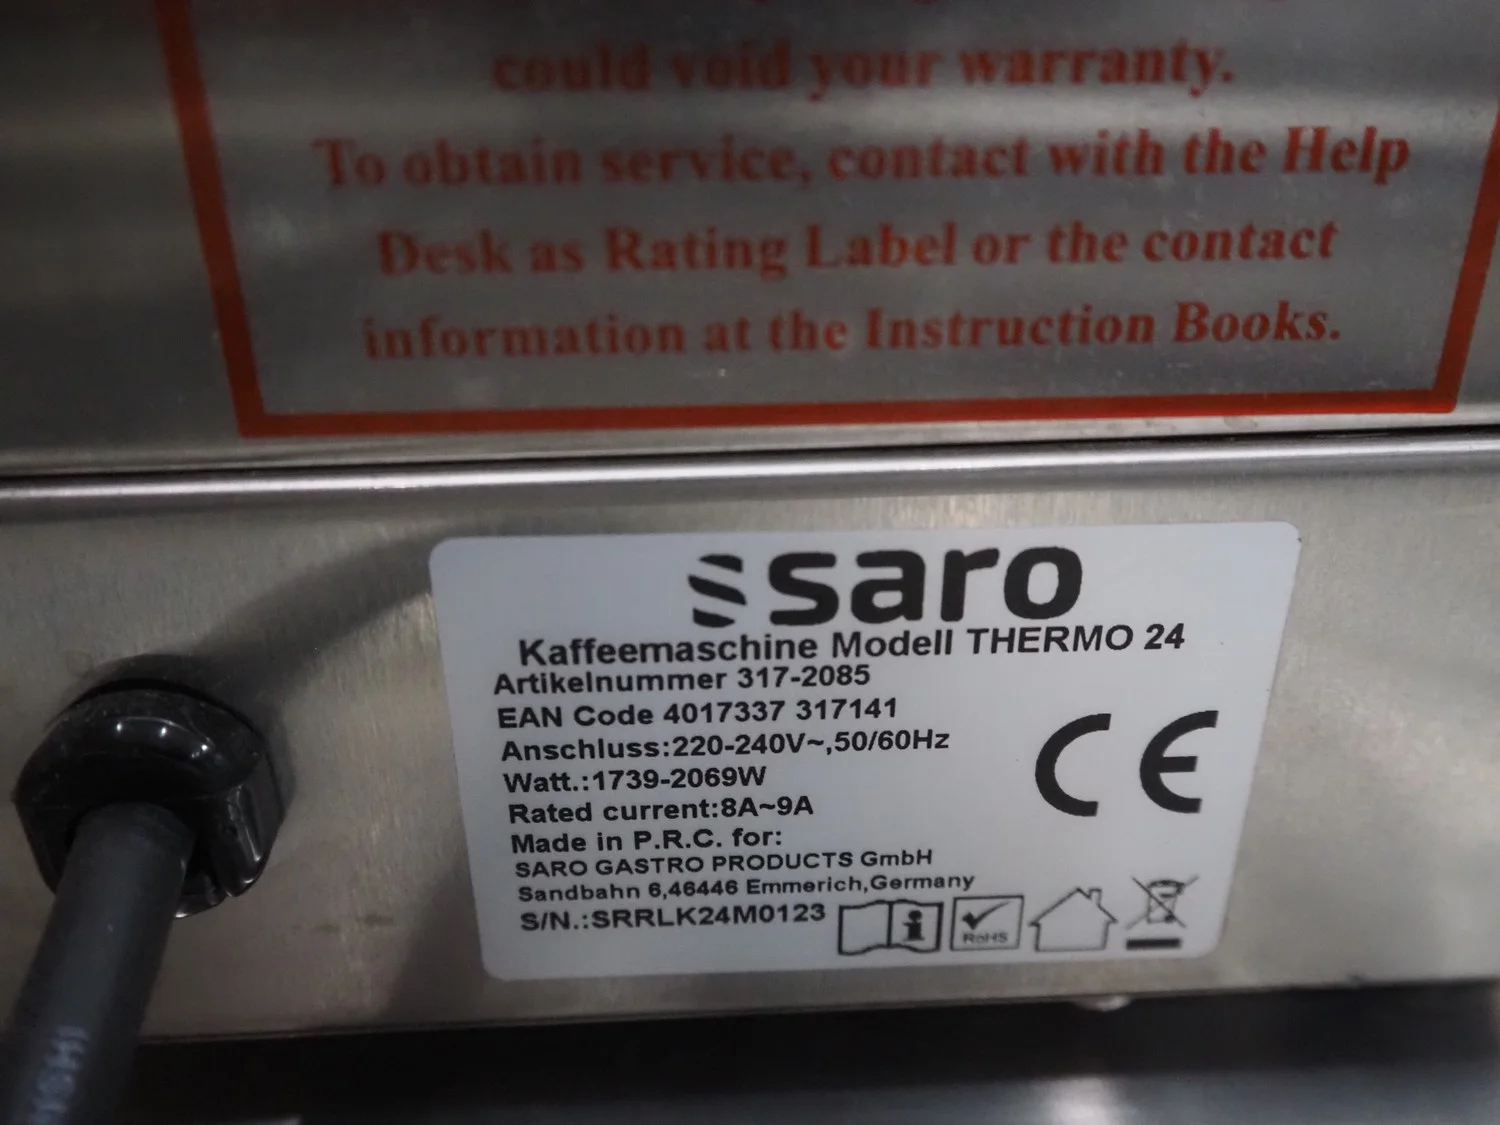 could void your warranty.
To obtain service, contact with the Help
Desk as Rating Label or the contact
information at the Instruction Books.
saro
Kaffeemaschine Modell THERMO 24
Artikelnummer 317-2085
EAN Code 4017337 317141
Anschluss:220-240V~,50/60Hz
Watt.:1739-2069W
Rated current:8A~9A
Made in P.R.C. for:
SARO GASTRO PRODUCTS GmbH
Sandbahn 6,46446 Emmerich,Germany
S/N.:SRRLK24M0123
CE
RoHS